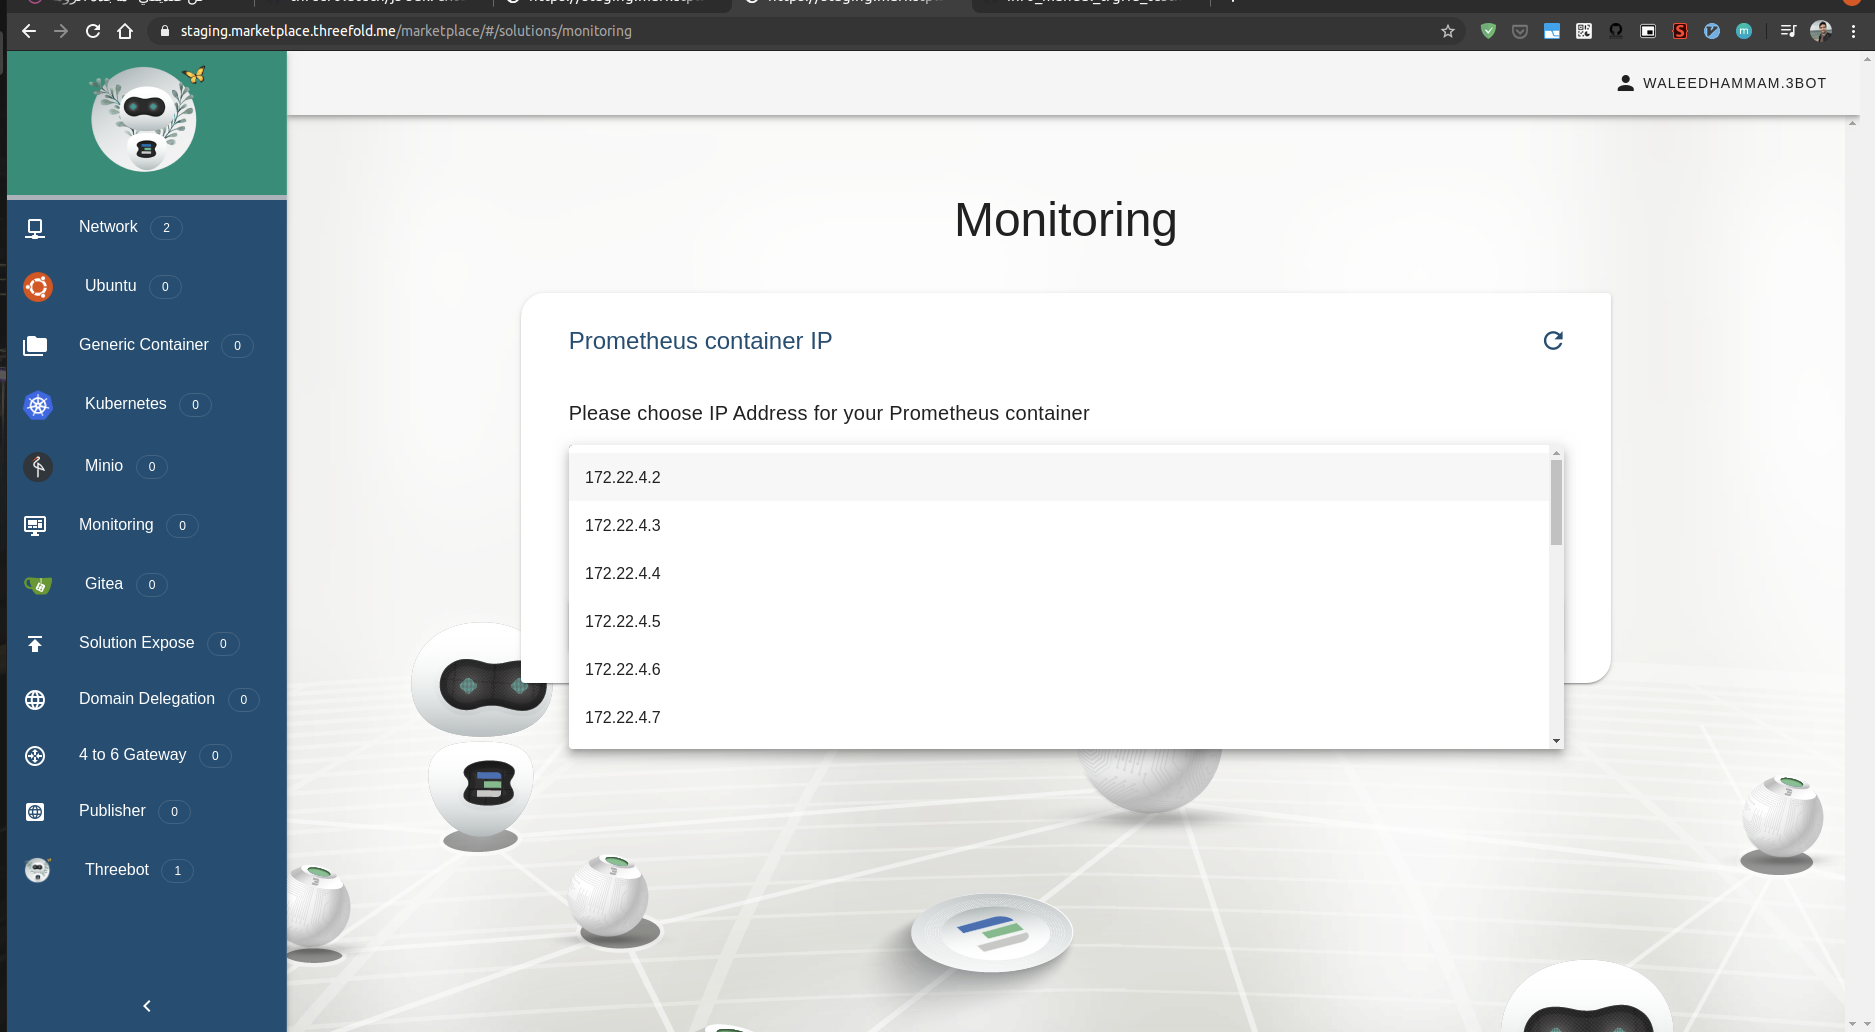 staging.marketplace.threefold.me/marketplace/#/solutions/monitoring
WALEEDHAMMAM.3BOT
Network 2
Ubuntu 0
Generic Container 0
Kubernetes 0
Minio 0
Monitoring 0
Gitea 0
Solution Expose 0
Domain Delegation 0
4 to 6 Gateway 0
Publisher 0
Threebot 1
Monitoring
Prometheus container IP
Please choose IP Address for your Prometheus container
172.22.4.2
172.22.4.3
172.22.4.4
172.22.4.5
172.22.4.6
172.22.4.7